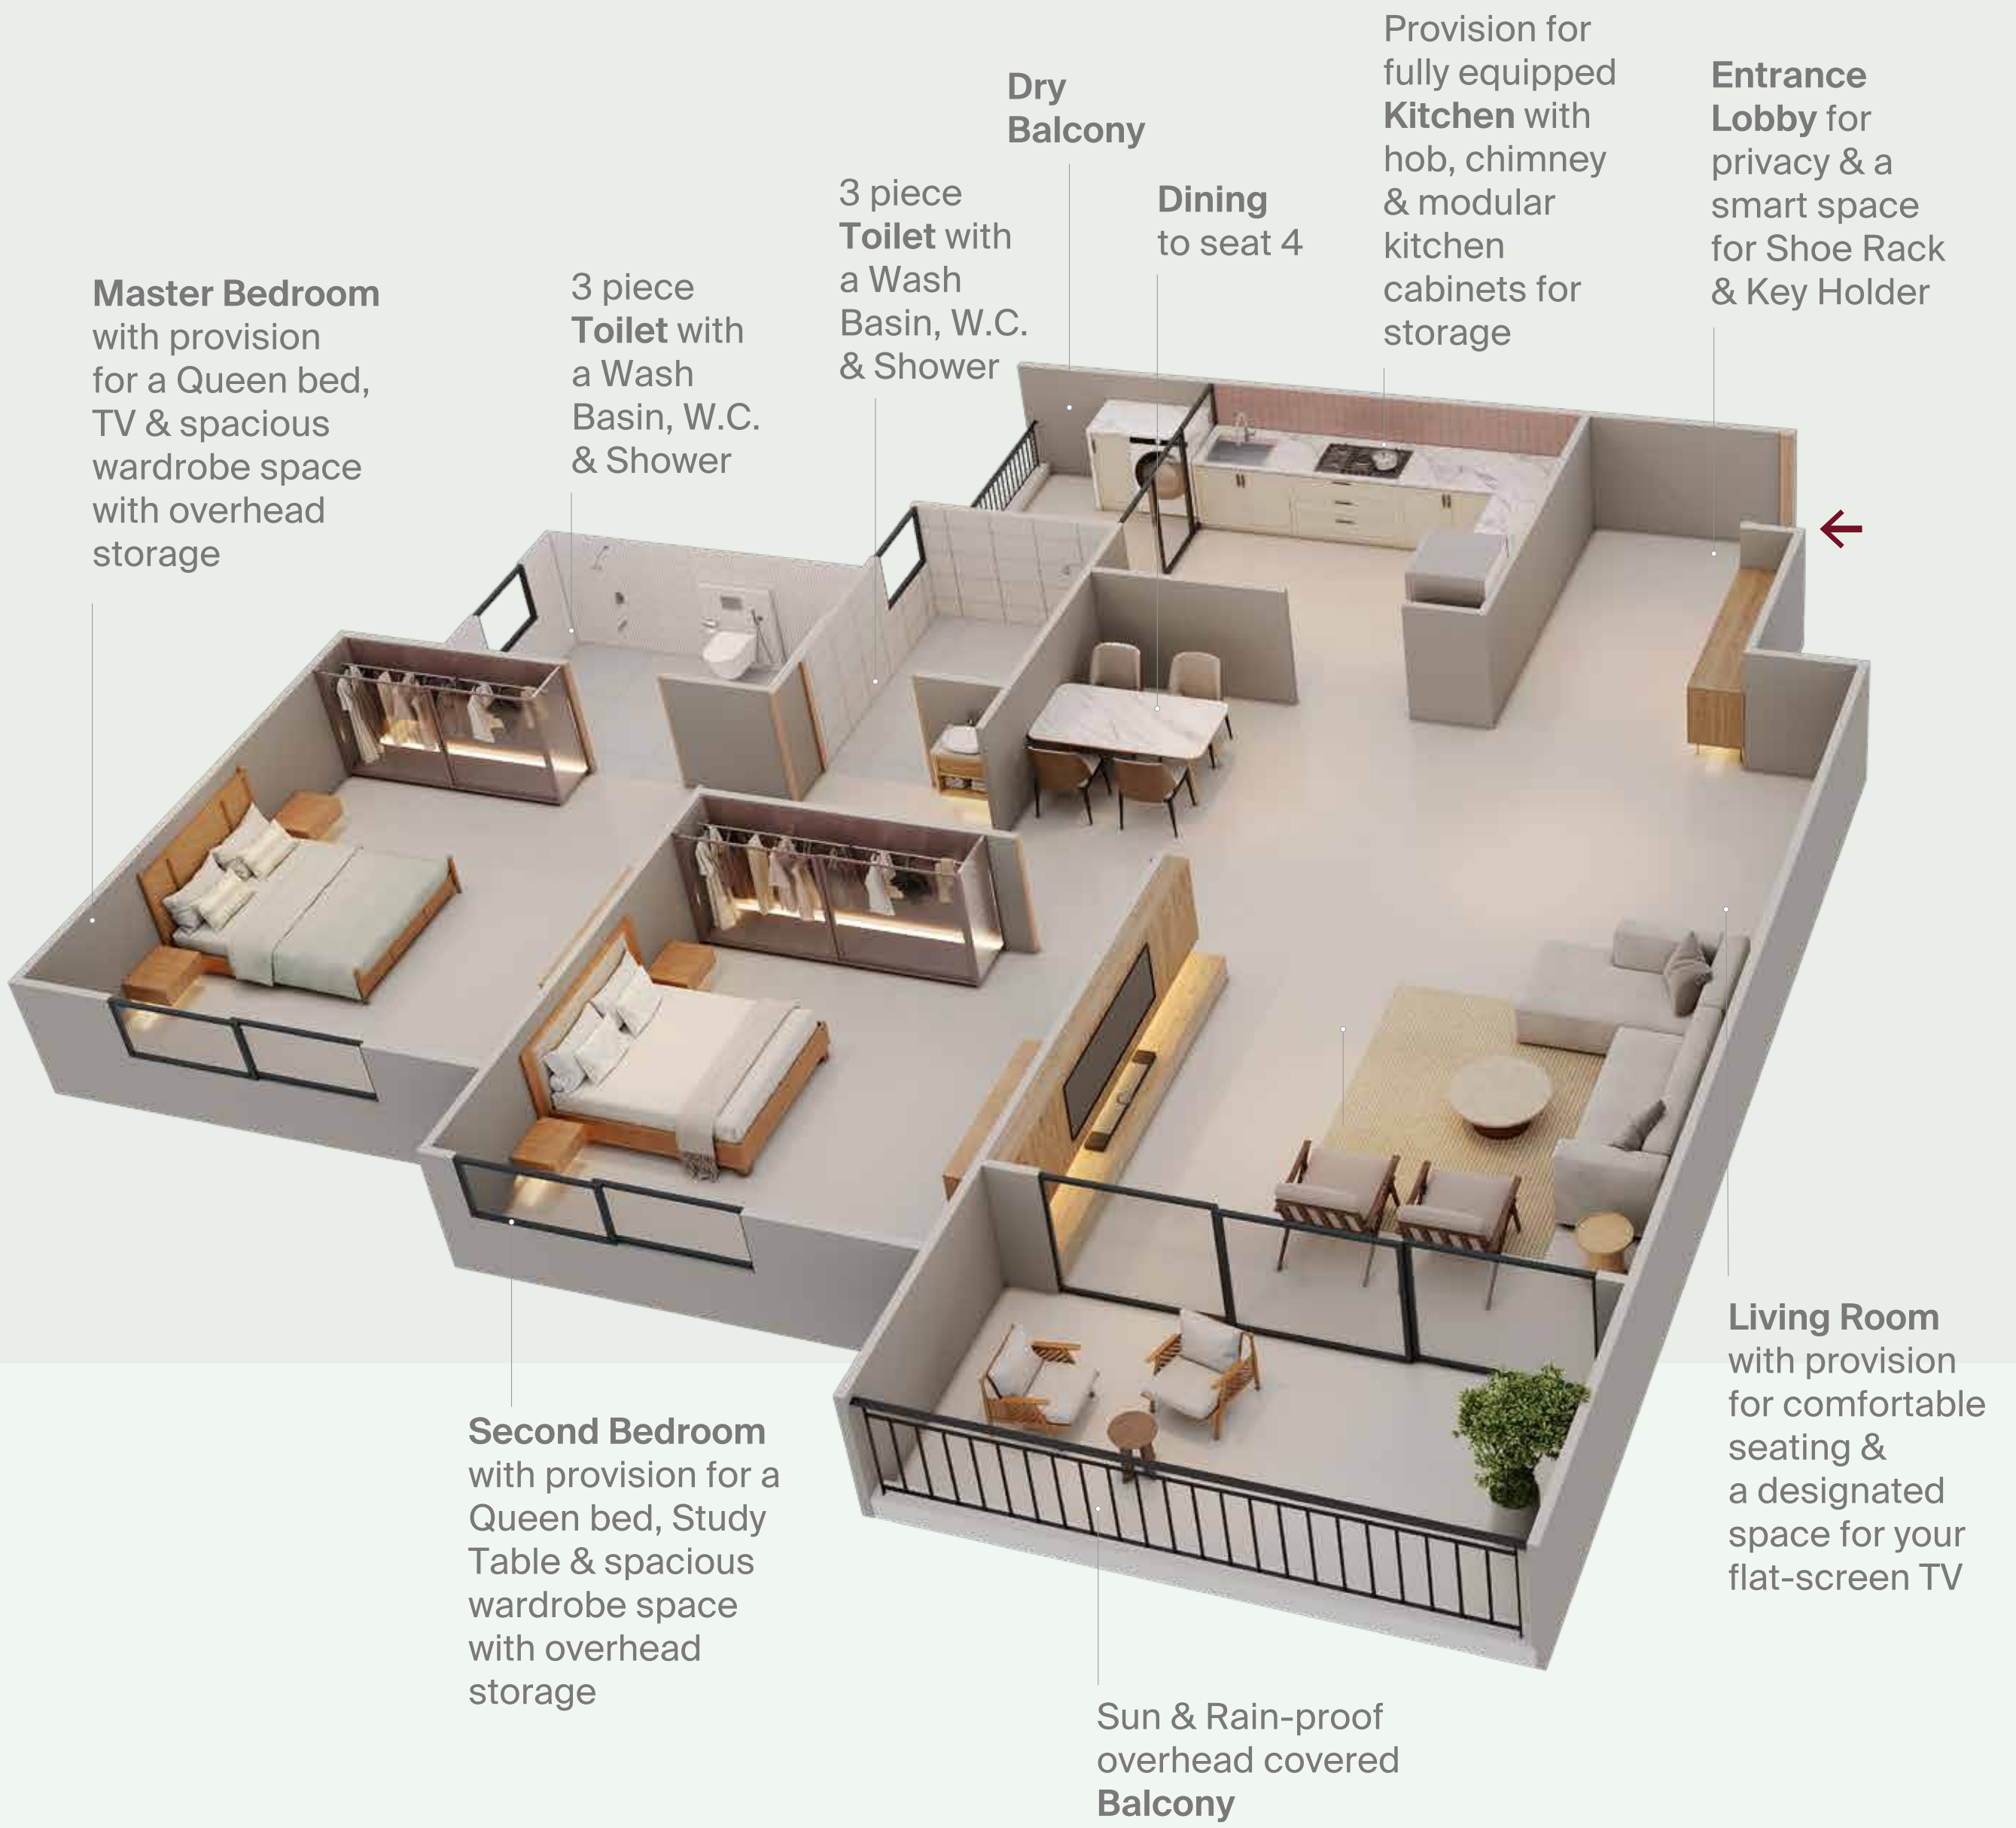 Master Bedroom
with provision
for a Queen bed,
TV & spacious
wardrobe space
with overhead
storage
3 piece
Toilet with
a Wash
Basin, W.C.
& Shower
3 piece
Toilet with
a Wash
Basin, W.C.
& Shower
Dry
Balcony
Dining
to seat 4
Provision for
fully equipped
Kitchen with
hob, chimney
& modular
kitchen
cabinets for
storage
Entrance
Lobby for
privacy & a
smart space
for Shoe Rack
& Key Holder
Second Bedroom
with provision for a
Queen bed, Study
Table & spacious
wardrobe space
with overhead
storage
Sun & Rain-proof
overhead covered
Balcony
Living Room
with provision
for comfortable
seating &
a designated
space for your
flat-screen TV